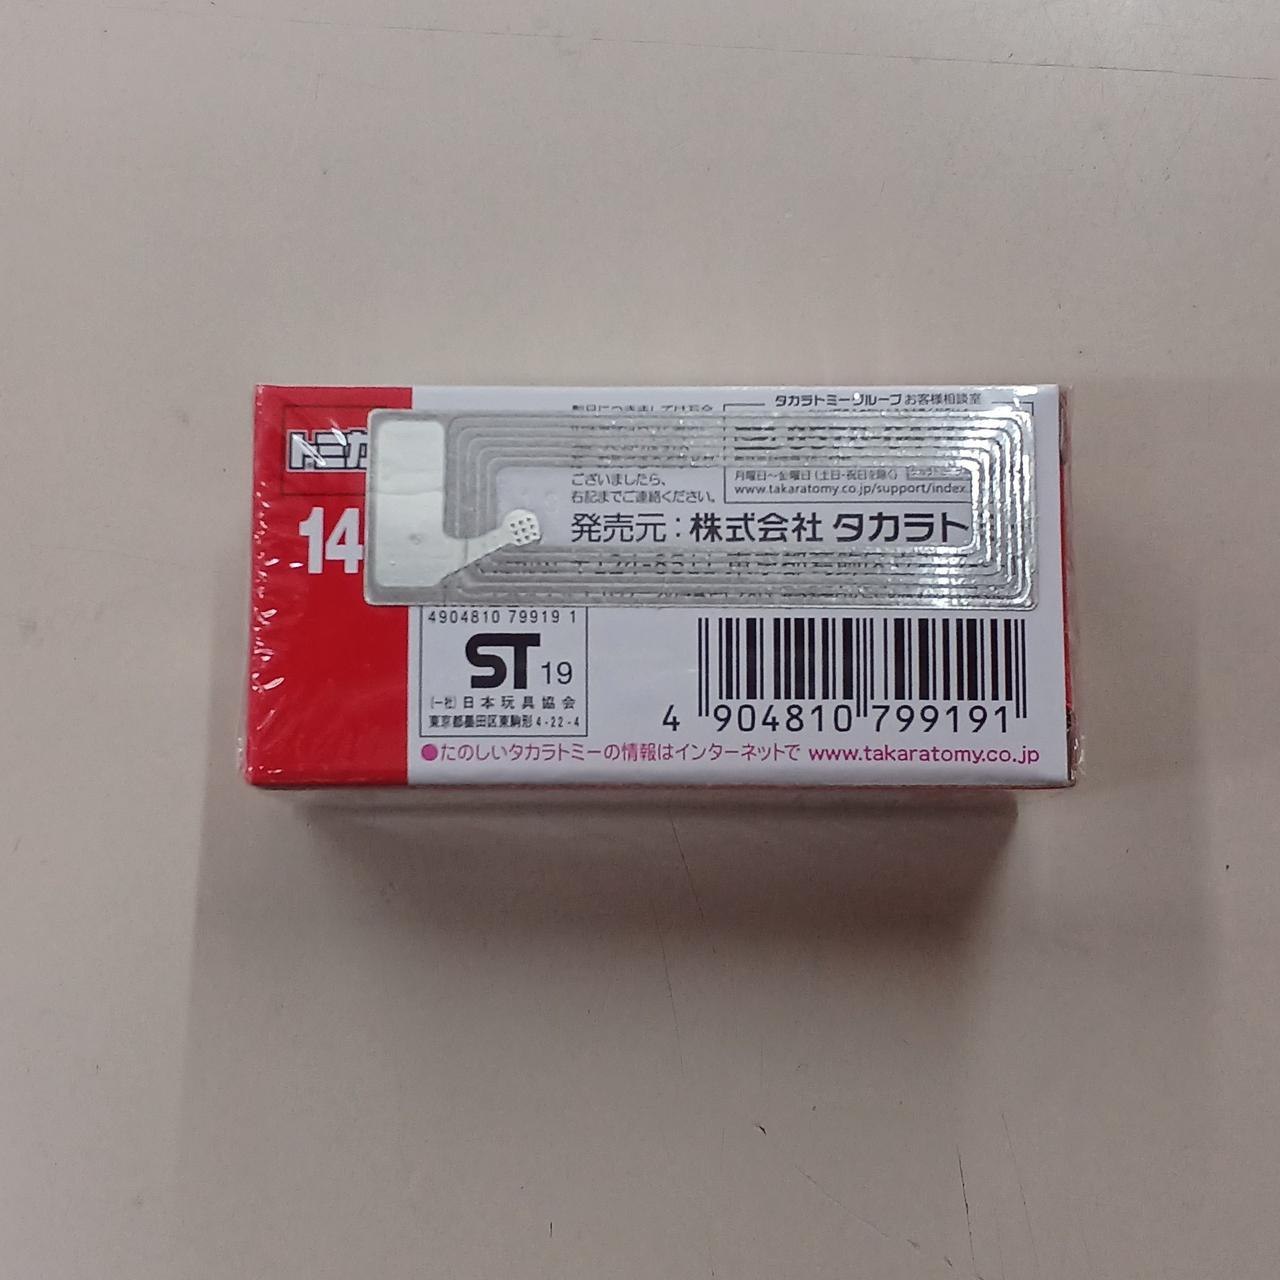 トミカ
14
タカラトミーグループ お客様相談室
ございましたら、
右記までご連絡ください。
月曜日〜金曜日(土日・祝日を除く)
www.takaratomy.co.jp/support/index
発売元:株式会社 タカラト
4904810 79919 1
ST 19
(一社)日本玩具協会
東京都墨田区東駒形4-22-4
4 904810 799191
●たのしいタカラトミーの情報はインターネットで www.takaratomy.co.jp